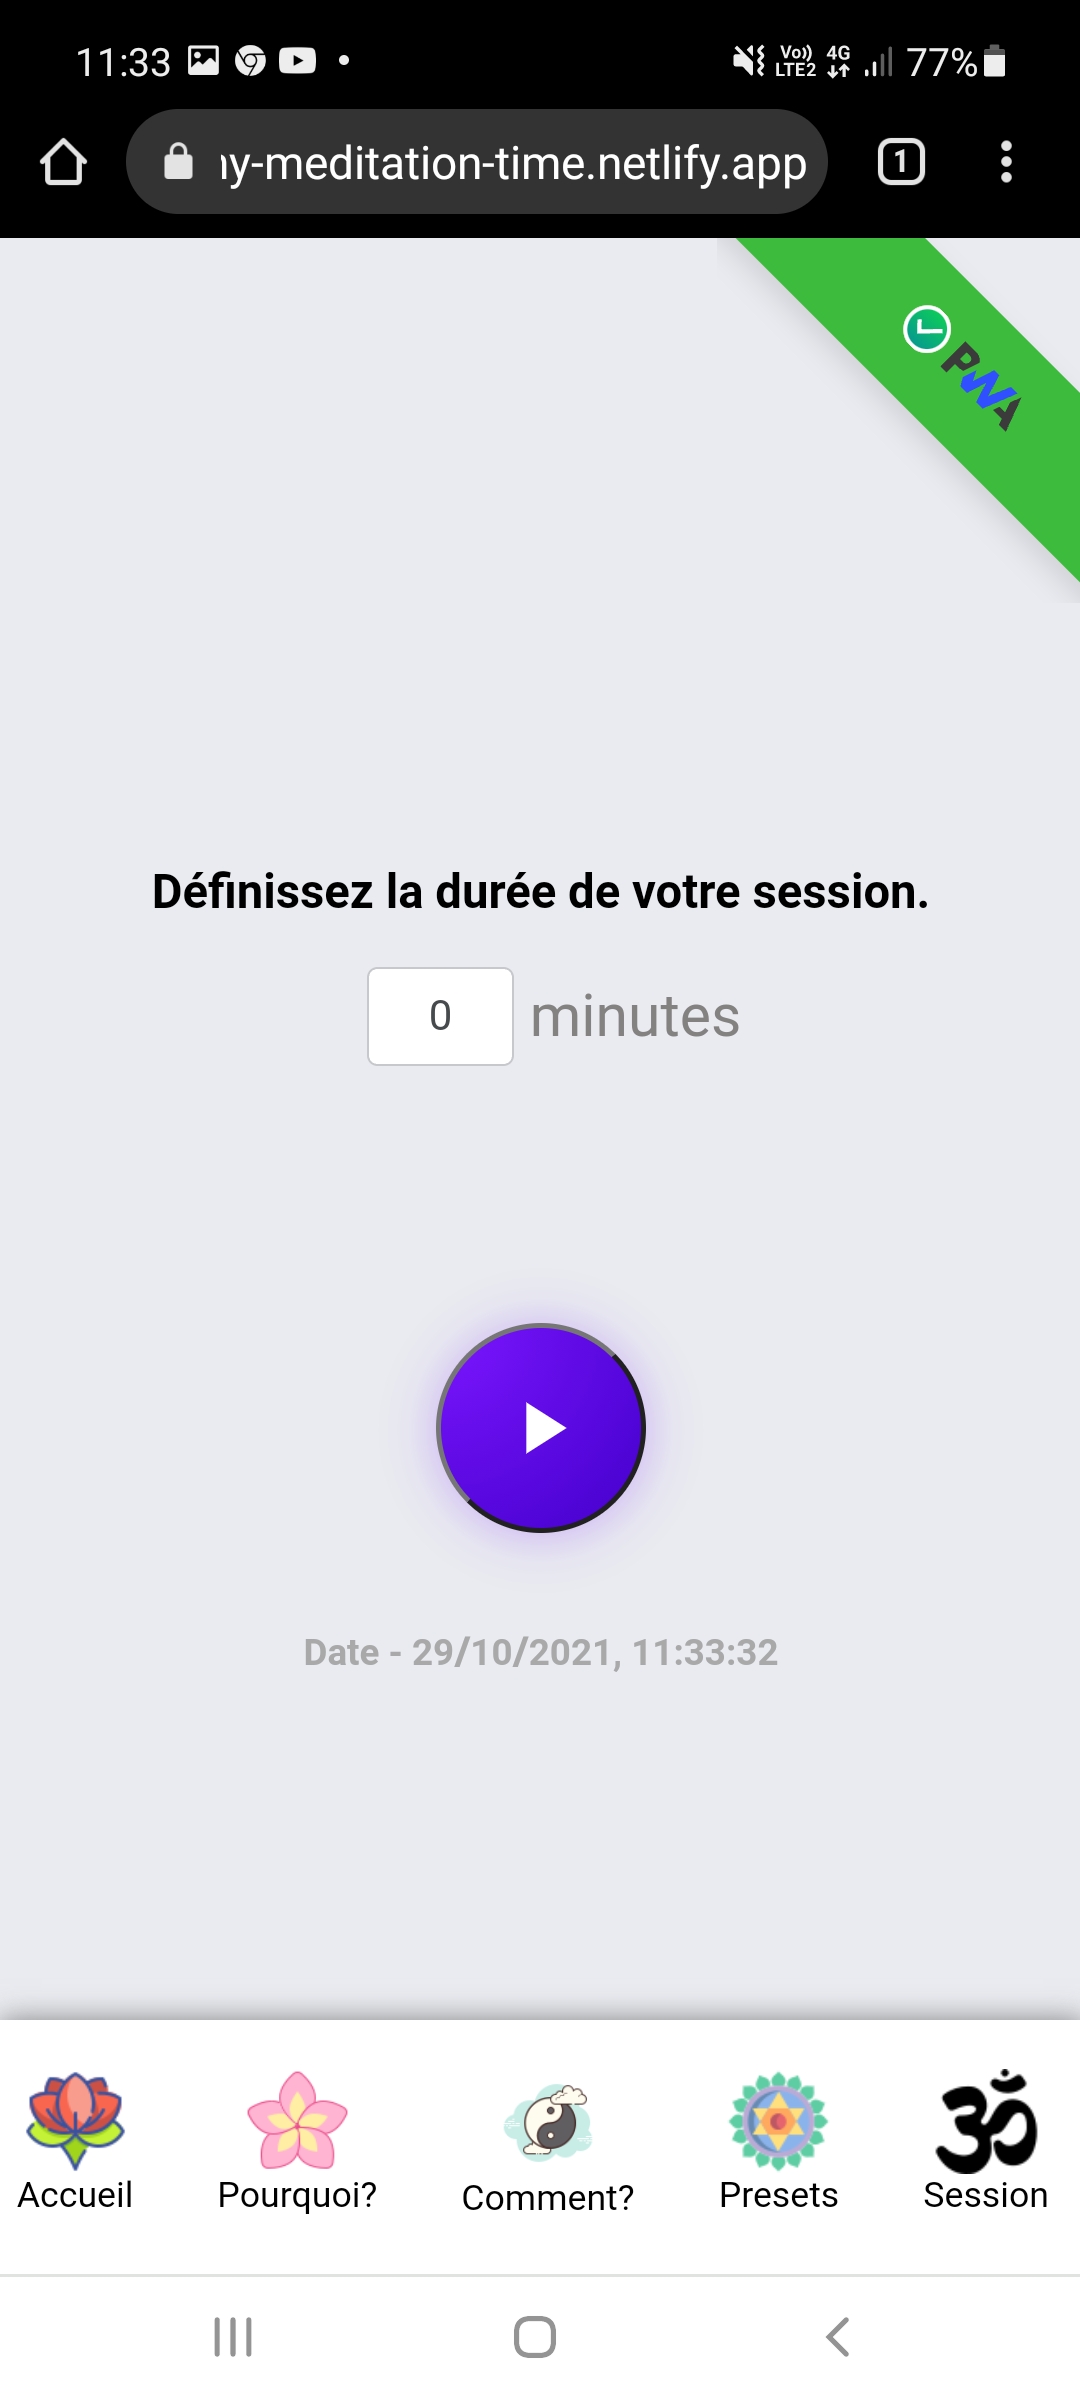 11:33
Vo)) LTE2 4G 77%
y-meditation-time.netlify.app
1
PWA
Définissez la durée de votre session.
0 minutes
Date - 29/10/2021, 11:33:32
Accueil Pourquoi? Comment? Presets Session